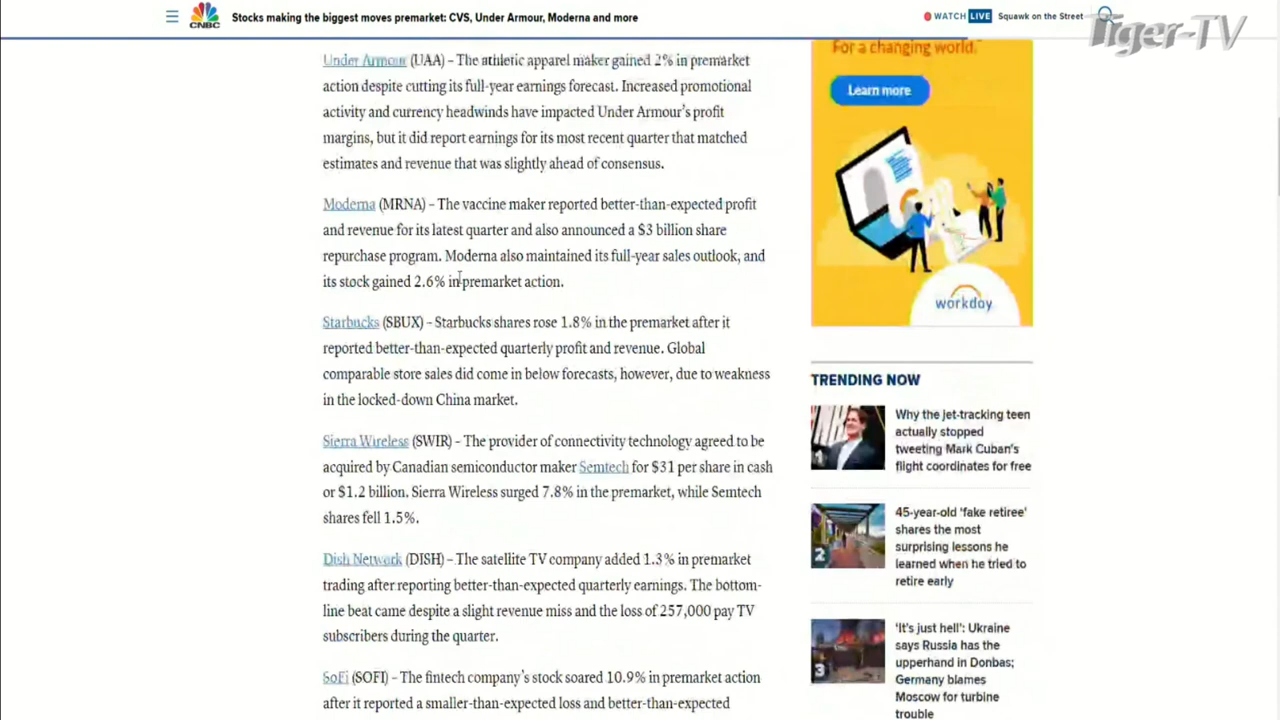 CNBC
Stocks making the biggest moves premarket: CVS, Under Armour, Moderna and more
WATCH LIVE
Squawk on the Street
Tiger-TV
Under Armour (UAA) – The athletic apparel maker gained 2% in premarket
action despite cutting its full-year earnings forecast. Increased promotional
activity and currency headwinds have impacted Under Armour's profit
margins, but it did report earnings for its most recent quarter that matched
estimates and revenue that was slightly ahead of consensus.
Moderna (MRNA) – The vaccine maker reported better-than-expected profit
and revenue for its latest quarter and also announced a $3 billion share
repurchase program. Moderna also maintained its full-year sales outlook, and
its stock gained 2.6% in premarket action.
Starbucks (SBUX) – Starbucks shares rose 1.8% in the premarket after it
reported better-than-expected quarterly profit and revenue. Global
comparable store sales did come in below forecasts, however, due to weakness
in the locked-down China market.
Sierra Wireless (SWIR) – The provider of connectivity technology agreed to be
acquired by Canadian semiconductor maker Semtech for $31 per share in cash
or $1.2 billion. Sierra Wireless surged 7.8% in the premarket, while Semtech
shares fell 1.5%.
Dish Network (DISH) – The satellite TV company added 1.3% in premarket
trading after reporting better-than-expected quarterly earnings. The bottom-
line beat came despite a slight revenue miss and the loss of 257,000 pay TV
subscribers during the quarter.
SoFi (SOFI) – The fintech company's stock soared 10.9% in premarket action
after it reported a smaller-than-expected loss and better-than-expected
For a changing world.™
Learn more
workday
TRENDING NOW
1
Why the jet-tracking teen
actually stopped
tweeting Mark Cuban's
flight coordinates for free
2
45-year-old 'fake retiree'
shares the most
surprising lessons he
learned when he tried to
retire early
3
'It's just hell': Ukraine
says Russia has the
upperhand in Donbas;
Germany blames
Moscow for turbine
trouble